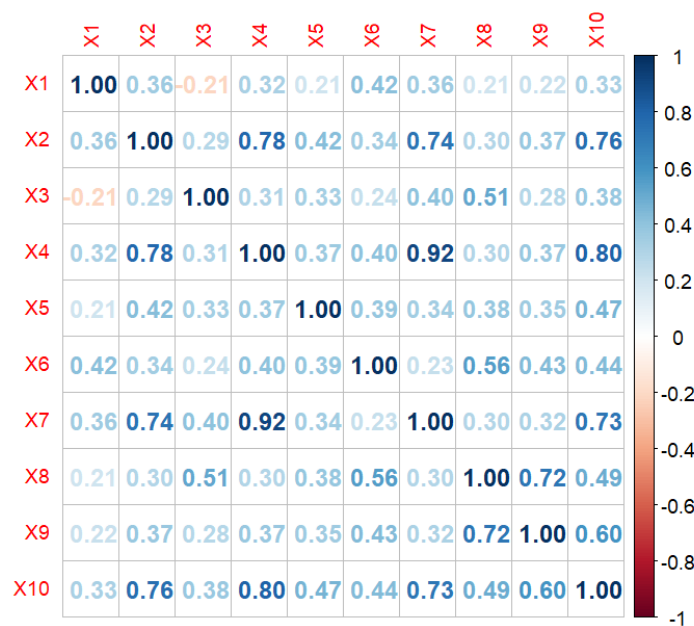 X1 X2 X3 X4 X5 X6 X7 X8 X9 X10
X1 1.00 0.36 -0.21 0.32 0.21 0.42 0.36 0.21 0.22 0.33
X2 0.36 1.00 0.29 0.78 0.42 0.34 0.74 0.30 0.37 0.76
X3 -0.21 0.29 1.00 0.31 0.33 0.24 0.40 0.51 0.28 0.38
X4 0.32 0.78 0.31 1.00 0.37 0.40 0.92 0.30 0.37 0.80
X5 0.21 0.42 0.33 0.37 1.00 0.39 0.34 0.38 0.35 0.47
X6 0.42 0.34 0.24 0.40 0.39 1.00 0.23 0.56 0.43 0.44
X7 0.36 0.74 0.40 0.92 0.34 0.23 1.00 0.30 0.32 0.73
X8 0.21 0.30 0.51 0.30 0.38 0.56 0.30 1.00 0.72 0.49
X9 0.22 0.37 0.28 0.37 0.35 0.43 0.32 0.72 1.00 0.60
X10 0.33 0.76 0.38 0.80 0.47 0.44 0.73 0.49 0.60 1.00
1
0.8
0.6
0.4
0.2
0
-0.2
-0.4
-0.6
-0.8
-1